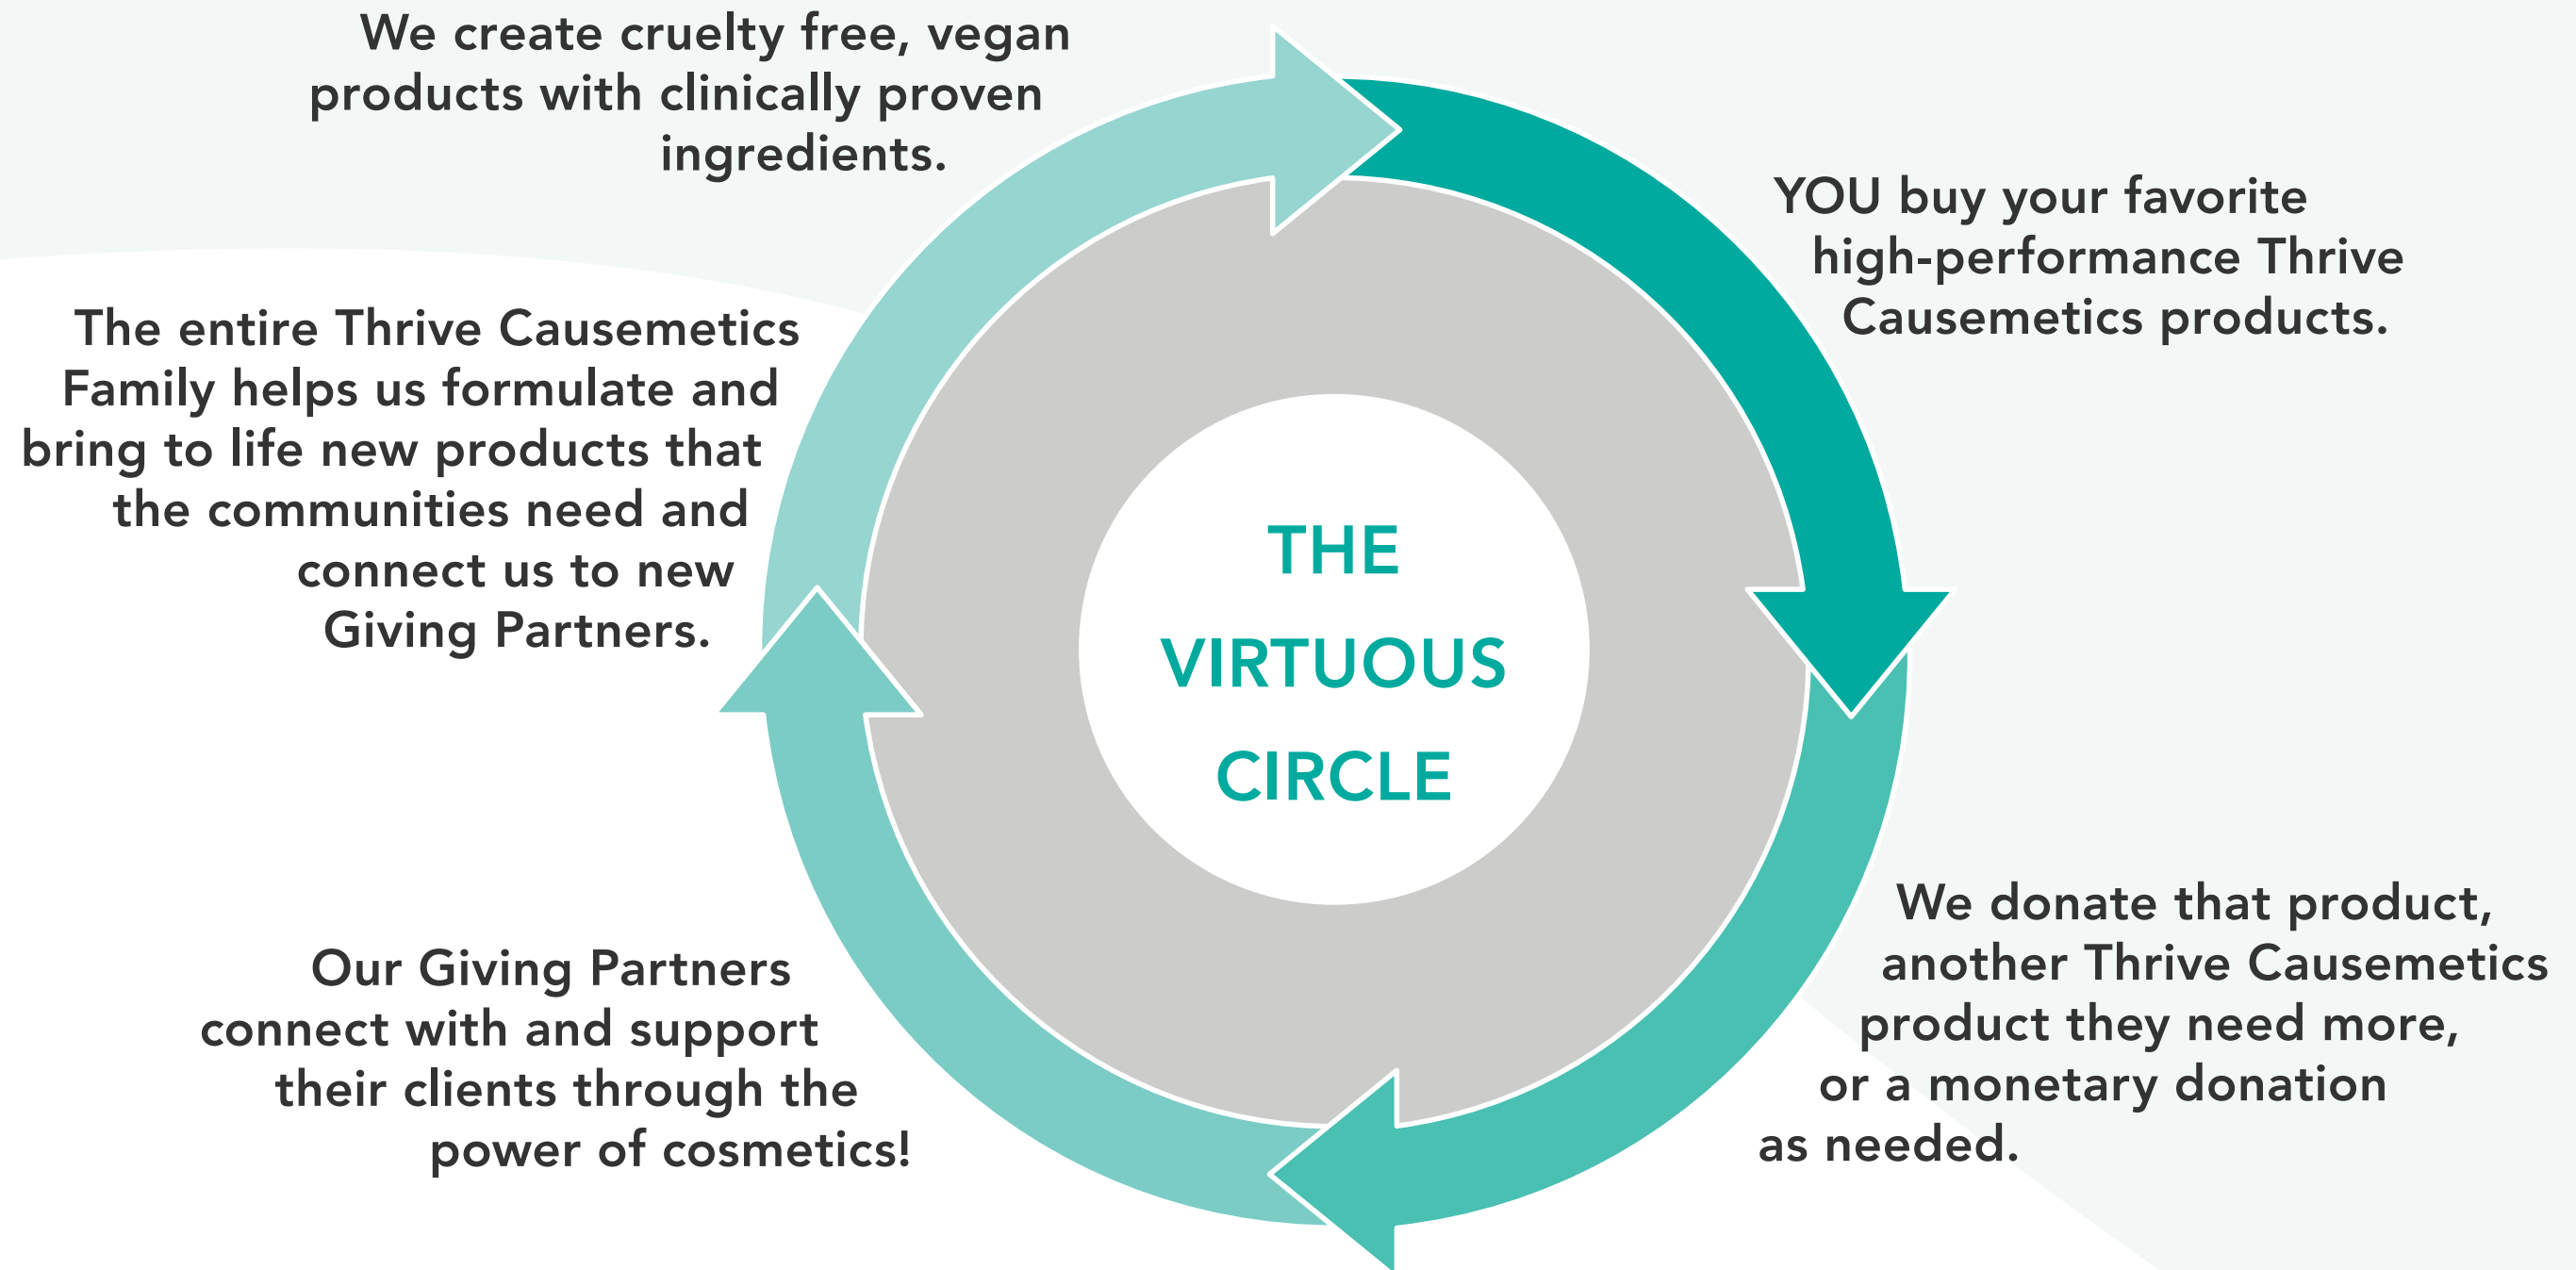 We create cruelty free, vegan
products with clinically proven
ingredients.
YOU buy your favorite
high-performance Thrive
Causemetics products.
The entire Thrive Causemetics
Family helps us formulate and
bring to life new products that
the communities need and
connect us to new
Giving Partners.
THE
VIRTUOUS
CIRCLE
We donate that product,
another Thrive Causemetics
product they need more,
or a monetary donation
as needed.
Our Giving Partners
connect with and support
their clients through the
power of cosmetics!